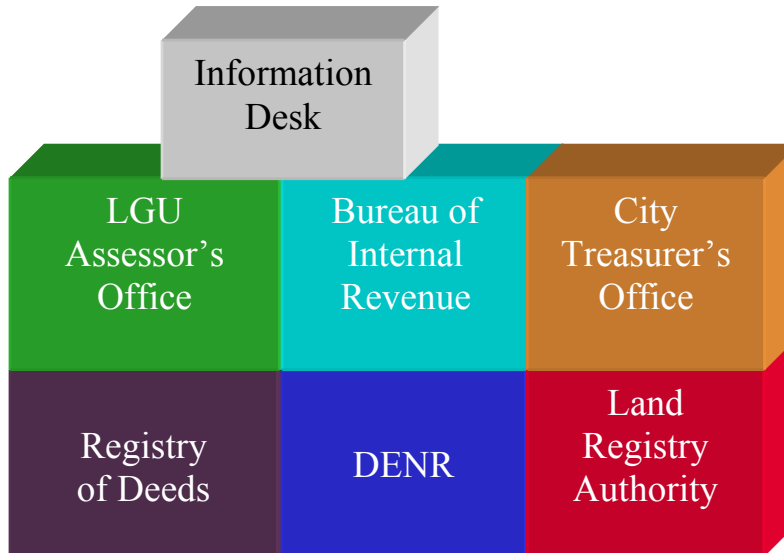 Information
Desk
LGU
Assessor’s
Office
Bureau of
Internal
Revenue
City
Treasurer’s
Office
Registry
of Deeds
DENR
Land
Registry
Authority